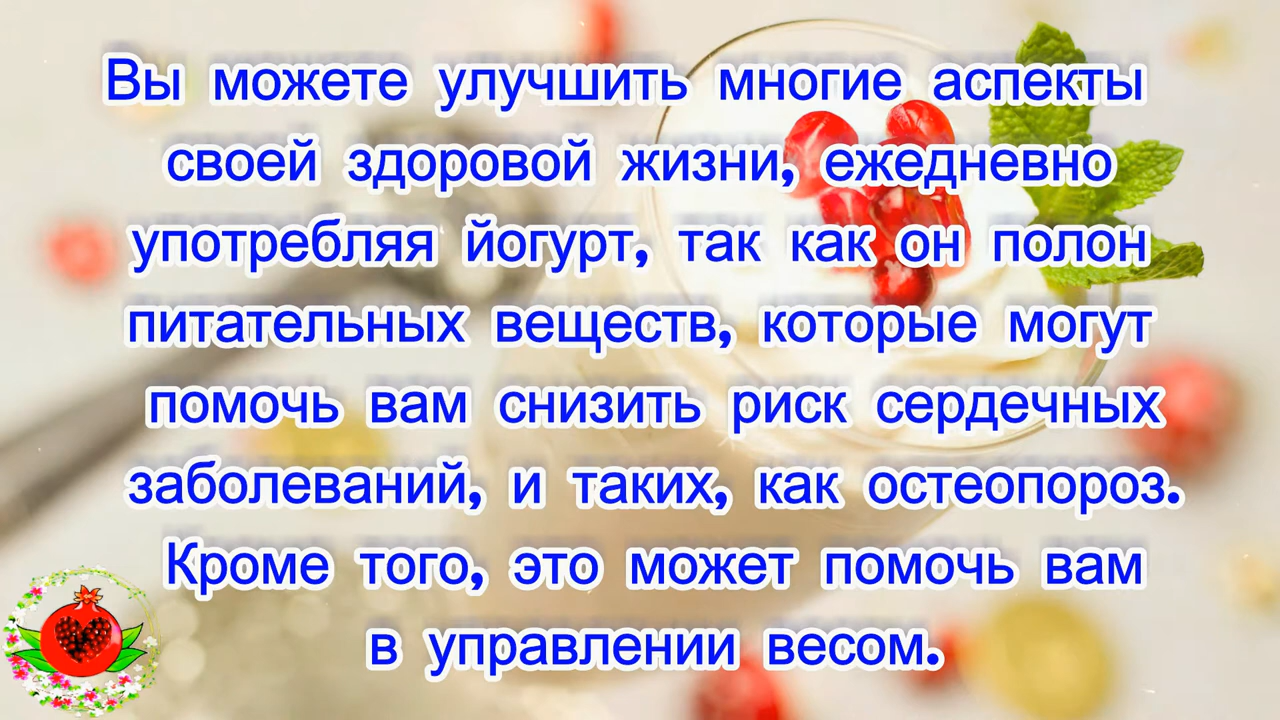 Вы можете улучшить многие аспекты
своей здоровой жизни, ежедневно
употребляя йогурт, так как он полон
питательных веществ, которые могут
помочь вам снизить риск сердечных
заболеваний, и таких, как остеопороз.
Кроме того, это может помочь вам
в управлении весом.